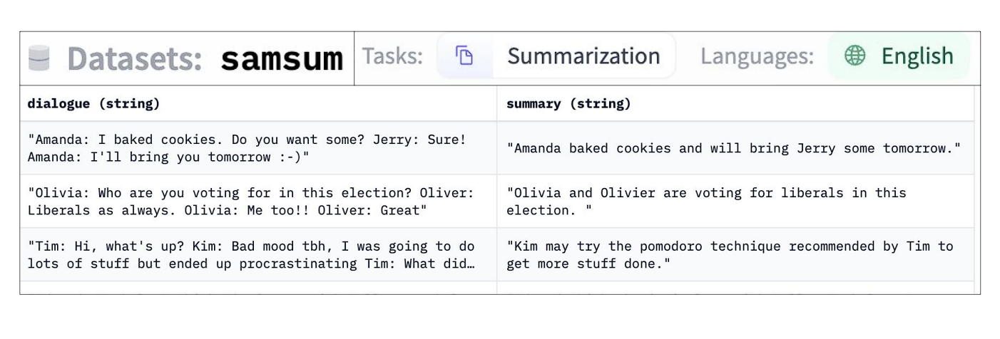 Datasets: samsum Tasks: Summarization Languages: English
dialogue (string) summary (string)
"Amanda: I baked cookies. Do you want some? Jerry: Sure!
Amanda: I'll bring you tomorrow :-)"
"Amanda baked cookies and will bring Jerry some tomorrow."
"Olivia: Who are you voting for in this election? Oliver:
Liberals as always. Olivia: Me too!! Oliver: Great"
"Olivia and Olivier are voting for liberals in this
election. "
"Tim: Hi, what's up? Kim: Bad mood tbh, I was going to do
lots of stuff but ended up procrastinating Tim: What did…
"Kim may try the pomodoro technique recommended by Tim to
get more stuff done."